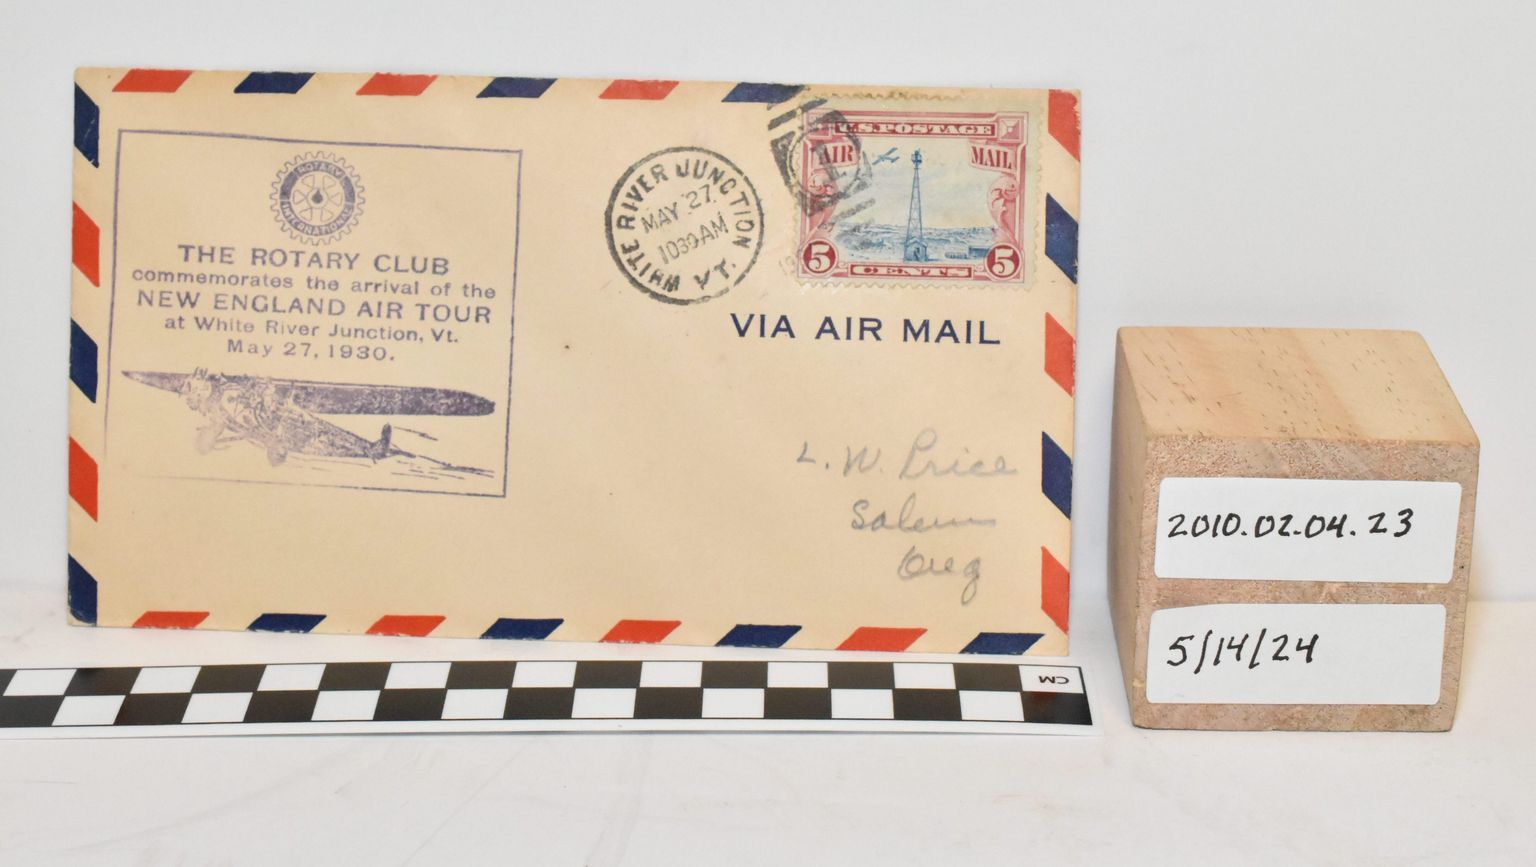 ROTARY
INTERNATIONAL
THE ROTARY CLUB
commemorates the arrival of the
NEW ENGLAND AIR TOUR
at White River Junction, Vt.
May 27, 1930.
WHITE RIVER JUNCTION
MAY 27
1030 AM
VT.
U.S. POSTAGE
AIR MAIL
5 5
CENTS
VIA AIR MAIL
L. W. Price
Salem
Oreg
CM
2010.02.04.23
5/14/24